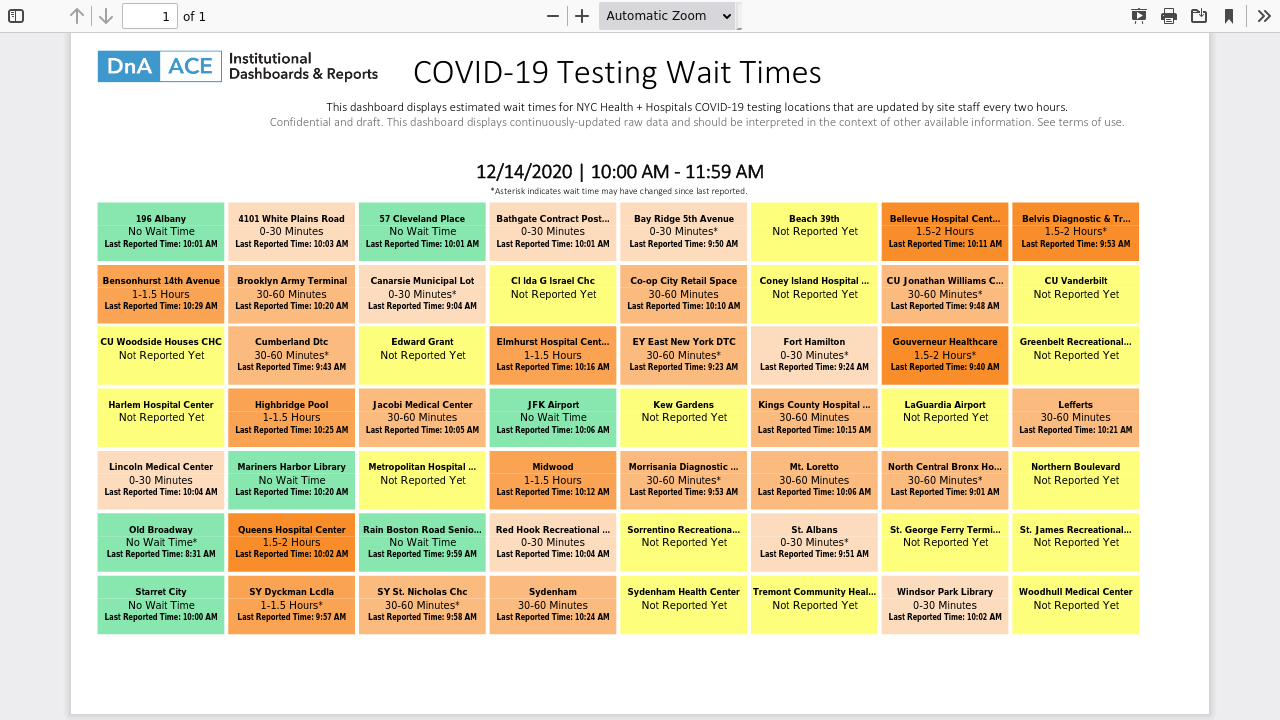 1 of 1 Automatic Zoom
DnA ACE Institutional
Dashboards & Reports
COVID-19 Testing Wait Times
This dashboard displays estimated wait times for NYC Health + Hospitals COVID-19 testing locations that are updated by site staff every two hours.
Confidential and draft. This dashboard displays continuously-updated raw data and should be interpreted in the context of other available information. See terms of use.
12/14/2020 | 10:00 AM - 11:59 AM
*Asterisk indicates wait time may have changed since last reported.
196 Albany
No Wait Time
Last Reported Time: 10:01 AM
4101 White Plains Road
0-30 Minutes
Last Reported Time: 10:03 AM
57 Cleveland Place
No Wait Time
Last Reported Time: 10:01 AM
Bathgate Contract Post...
0-30 Minutes
Last Reported Time: 10:01 AM
Bay Ridge 5th Avenue
0-30 Minutes*
Last Reported Time: 9:50 AM
Beach 39th
Not Reported Yet
Bellevue Hospital Cent...
1.5-2 Hours
Last Reported Time: 10:11 AM
Belvis Diagnostic & Tr...
1.5-2 Hours*
Last Reported Time: 9:53 AM
Bensonhurst 14th Avenue
1-1.5 Hours
Last Reported Time: 10:29 AM
Brooklyn Army Terminal
30-60 Minutes
Last Reported Time: 10:20 AM
Canarsie Municipal Lot
0-30 Minutes*
Last Reported Time: 9:04 AM
CI Ida G Israel Chc
Not Reported Yet
Co-op City Retail Space
30-60 Minutes
Last Reported Time: 10:10 AM
Coney Island Hospital ...
Not Reported Yet
CU Jonathan Williams C...
30-60 Minutes*
Last Reported Time: 9:48 AM
CU Vanderbilt
Not Reported Yet
CU Woodside Houses CHC
Not Reported Yet
Cumberland Dtc
30-60 Minutes*
Last Reported Time: 9:43 AM
Edward Grant
Not Reported Yet
Elmhurst Hospital Cent...
1-1.5 Hours
Last Reported Time: 10:16 AM
EY East New York DTC
30-60 Minutes*
Last Reported Time: 9:23 AM
Fort Hamilton
0-30 Minutes*
Last Reported Time: 9:24 AM
Gouverneur Healthcare
1.5-2 Hours*
Last Reported Time: 9:40 AM
Greenbelt Recreational...
Not Reported Yet
Harlem Hospital Center
Not Reported Yet
Highbridge Pool
1-1.5 Hours
Last Reported Time: 10:25 AM
Jacobi Medical Center
30-60 Minutes
Last Reported Time: 10:05 AM
JFK Airport
No Wait Time
Last Reported Time: 10:06 AM
Kew Gardens
Not Reported Yet
Kings County Hospital ...
30-60 Minutes
Last Reported Time: 10:15 AM
LaGuardia Airport
Not Reported Yet
Lefferts
30-60 Minutes
Last Reported Time: 10:21 AM
Lincoln Medical Center
0-30 Minutes
Last Reported Time: 10:04 AM
Mariners Harbor Library
No Wait Time
Last Reported Time: 10:20 AM
Metropolitan Hospital ...
Not Reported Yet
Midwood
1-1.5 Hours
Last Reported Time: 10:12 AM
Morrisania Diagnostic ...
30-60 Minutes*
Last Reported Time: 9:53 AM
Mt. Loretto
30-60 Minutes
Last Reported Time: 10:06 AM
North Central Bronx Ho...
30-60 Minutes*
Last Reported Time: 9:01 AM
Northern Boulevard
Not Reported Yet
Old Broadway
No Wait Time*
Last Reported Time: 8:31 AM
Queens Hospital Center
1.5-2 Hours
Last Reported Time: 10:02 AM
Rain Boston Road Senio...
No Wait Time
Last Reported Time: 9:59 AM
Red Hook Recreational ...
0-30 Minutes
Last Reported Time: 10:04 AM
Sorrentino Recreationa...
Not Reported Yet
St. Albans
0-30 Minutes*
Last Reported Time: 9:51 AM
St. George Ferry Termi...
Not Reported Yet
St. James Recreational...
Not Reported Yet
Starret City
No Wait Time
Last Reported Time: 10:00 AM
SY Dyckman Lcdla
1-1.5 Hours*
Last Reported Time: 9:57 AM
SY St. Nicholas Chc
30-60 Minutes*
Last Reported Time: 9:58 AM
Sydenham
30-60 Minutes
Last Reported Time: 10:24 AM
Sydenham Health Center
Not Reported Yet
Tremont Community Heal...
Not Reported Yet
Windsor Park Library
0-30 Minutes
Last Reported Time: 10:02 AM
Woodhull Medical Center
Not Reported Yet